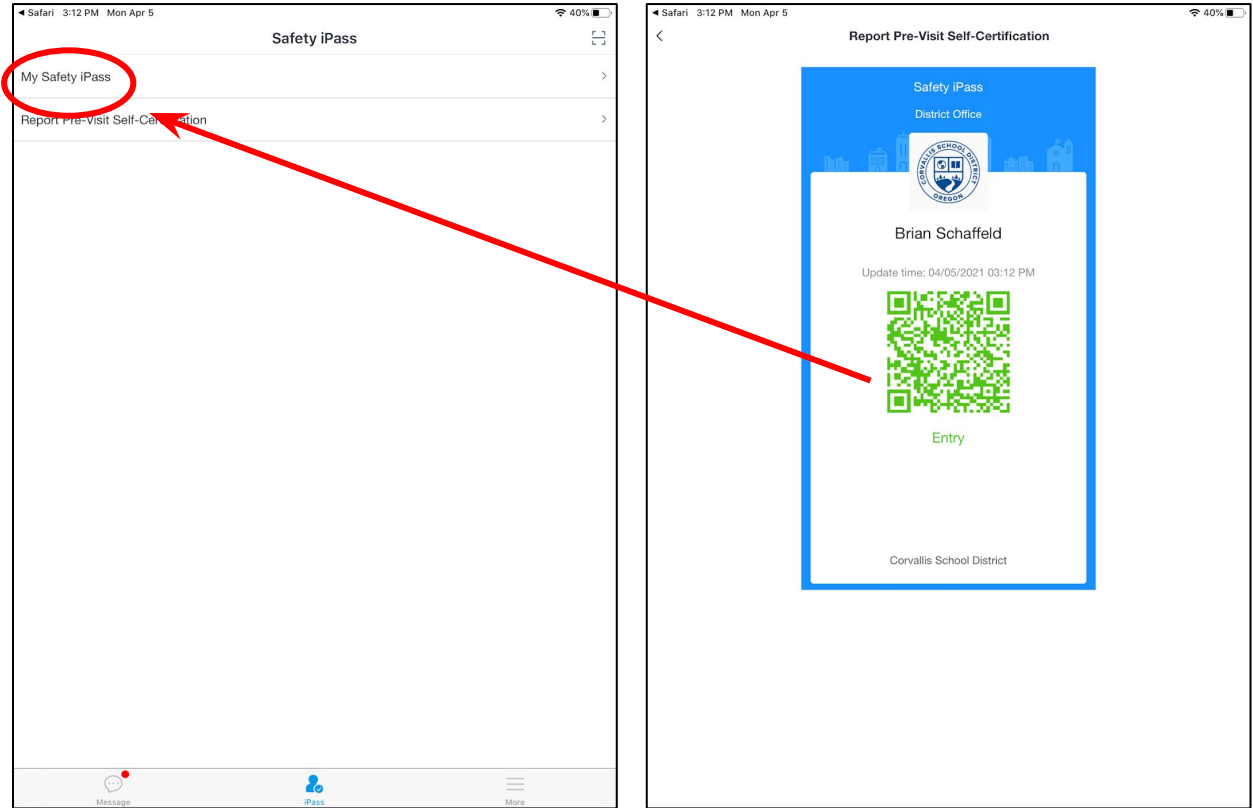 ◄ Safari 3:12 PM Mon Apr 5 40%
Safety iPass
My Safety iPass
Report Pre-Visit Self-Certification
Message
iPass
More
◄ Safari 3:12 PM Mon Apr 5 40%
Report Pre-Visit Self-Certification
Safety iPass
District Office
CORVALLIS SCHOOL DISTRICT
OREGON
Brian Schaffeld
Update time: 04/05/2021 03:12 PM
Entry
Corvallis School District